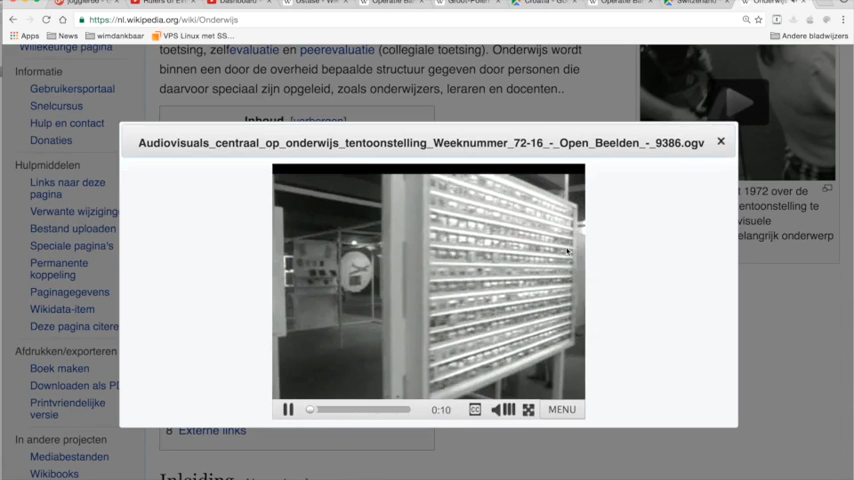 Dashboard
https://nl.wikipedia.org/wiki/Onderwijs
Apps
News
wimdankbaar
VPS Linux met SS…
Andere bladwijzers
toetsing, zelfevaluatie en peerevaluatie (collegiale toetsing). Onderwijs wordt
binnen een door de overheid bepaalde structuur gegeven door personen die
daarvoor speciaal zijn opgeleid, zoals onderwijzers, leraren en docenten..
Informatie
Gebruikersportaal
Snelcursus
Hulp en contact
Donaties
Hulpmiddelen
Links naar deze
pagina
Verwante wijziging
Bestand uploaden
Speciale pagina's
Permanente
koppeling
Paginagegevens
Wikidata-item
Deze pagina citere
Afdrukken/exporteren
Boek maken
Downloaden als PD
Printvriendelijke
versie
In andere projecten
Mediabestanden
Wikibooks
Audiovisuals_centraal_op_onderwijs_tentoonstelling_Weeknummer_72-16_-_Open_Beelden_-_9386.ogv
0:10
CC
MENU
t 1972 over de
entoonstelling te
visuele
elangrijk onderwerp
8 Externe links